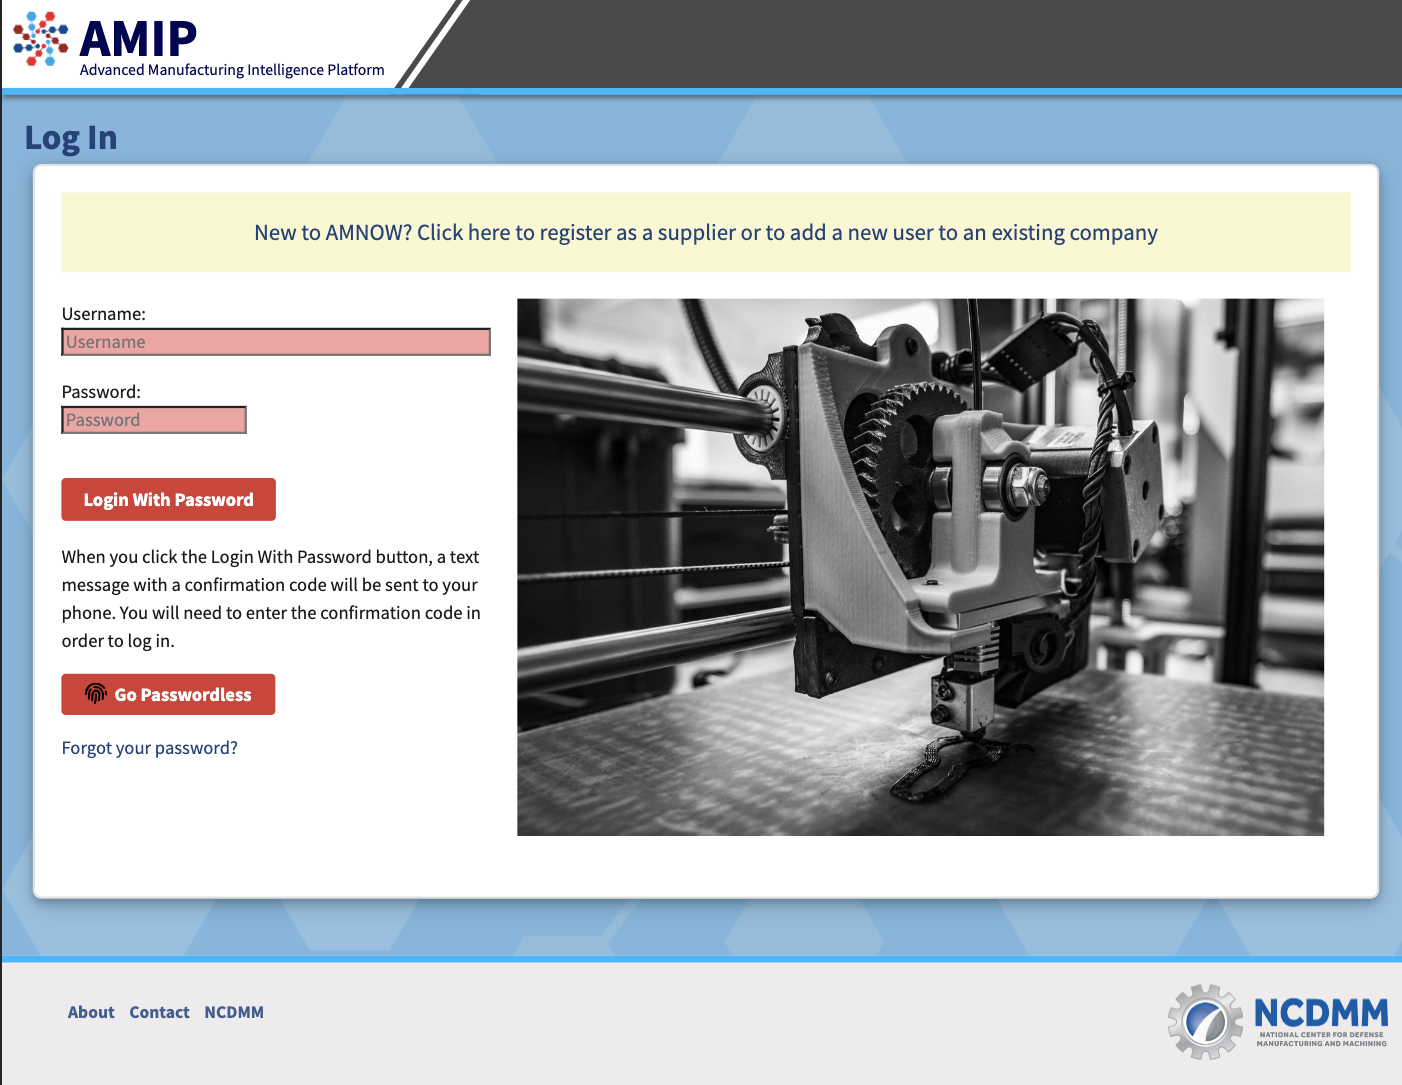 AMIP
Advanced Manufacturing Intelligence Platform
Log In
New to AMNOW? Click here to register as a supplier or to add a new user to an existing company
Username:
Username
Password:
Password
Login With Password
When you click the Login With Password button, a text
message with a confirmation code will be sent to your
phone. You will need to enter the confirmation code in
order to log in.
Go Passwordless
Forgot your password?
About Contact NCDMM
NCDMM
NATIONAL CENTER FOR DEFENSE
MANUFACTURING AND MACHINING